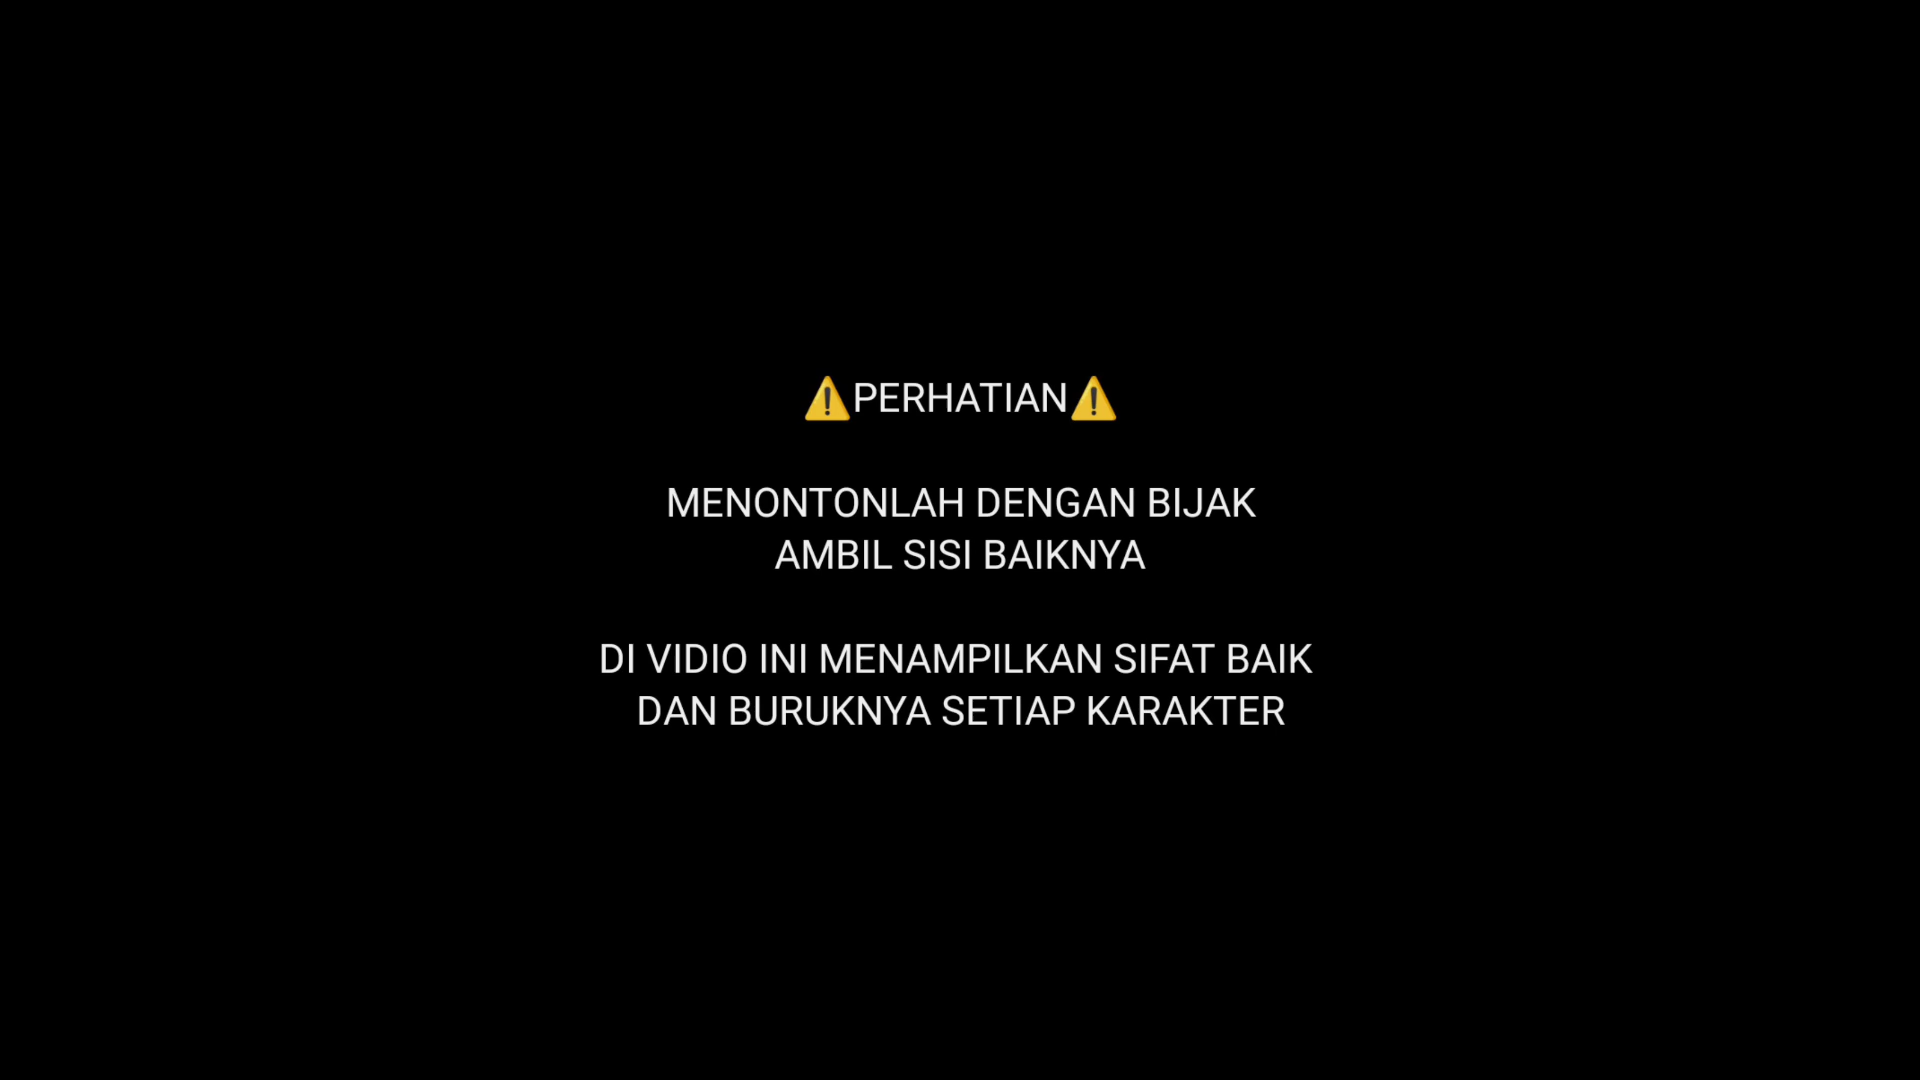 ⚠️PERHATIAN⚠️
MENONTONLAH DENGAN BIJAK
AMBIL SISI BAIKNYA
DI VIDIO INI MENAMPILKAN SIFAT BAIK
DAN BURUKNYA SETIAP KARAKTER